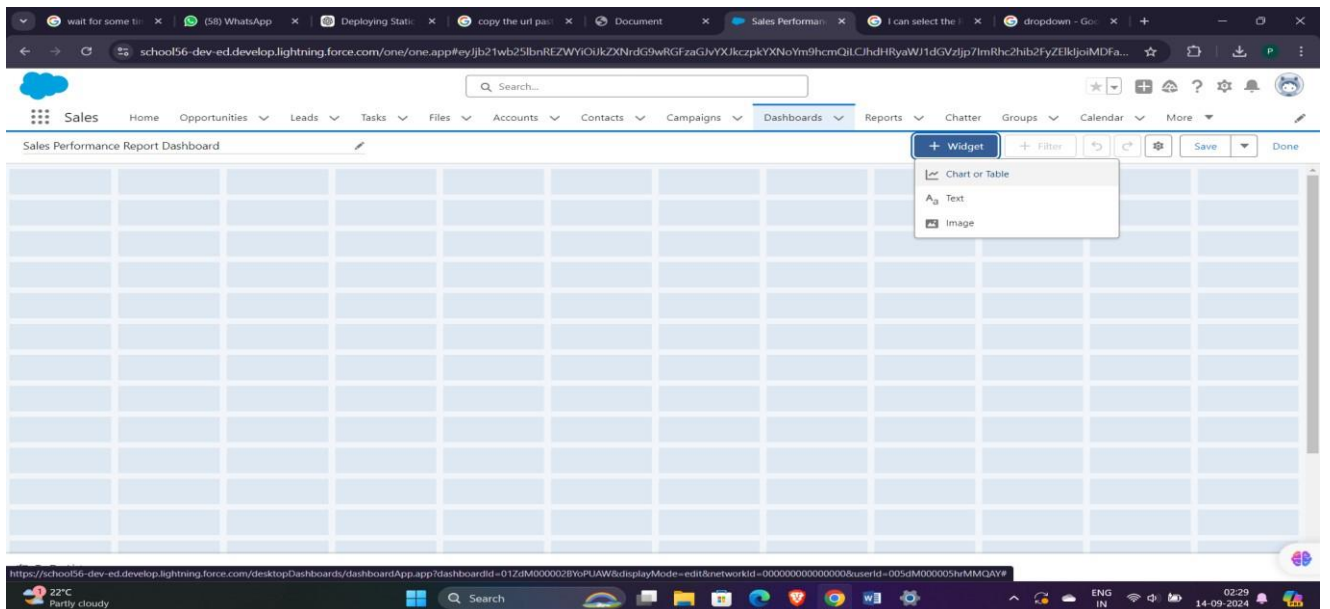 wait for some tim
(58) WhatsApp
Deploying Static
copy the url past
Document
Sales Performan
I can select the
dropdown - Goo
school56-dev-ed.develop.lightning.force.com/one/one.app#
Search...
Sales Home Opportunities Leads Tasks Files Accounts Contacts Campaigns Dashboards Reports Chatter Groups Calendar More
Sales Performance Report Dashboard
+ Widget + Filter Save Done
Chart or Table
Aa Text
Image
https://school56-dev-ed.develop.lightning.force.com/desktopDashboards/dashboardApp.app?dashboardId=01ZdM0000028YoPUAW&displayMode=edit&networkId=000000000000000&userId=005dM000005hrMMQAY#
22°C
Partly cloudy
Search
ENG
IN
02:29
14-09-2024